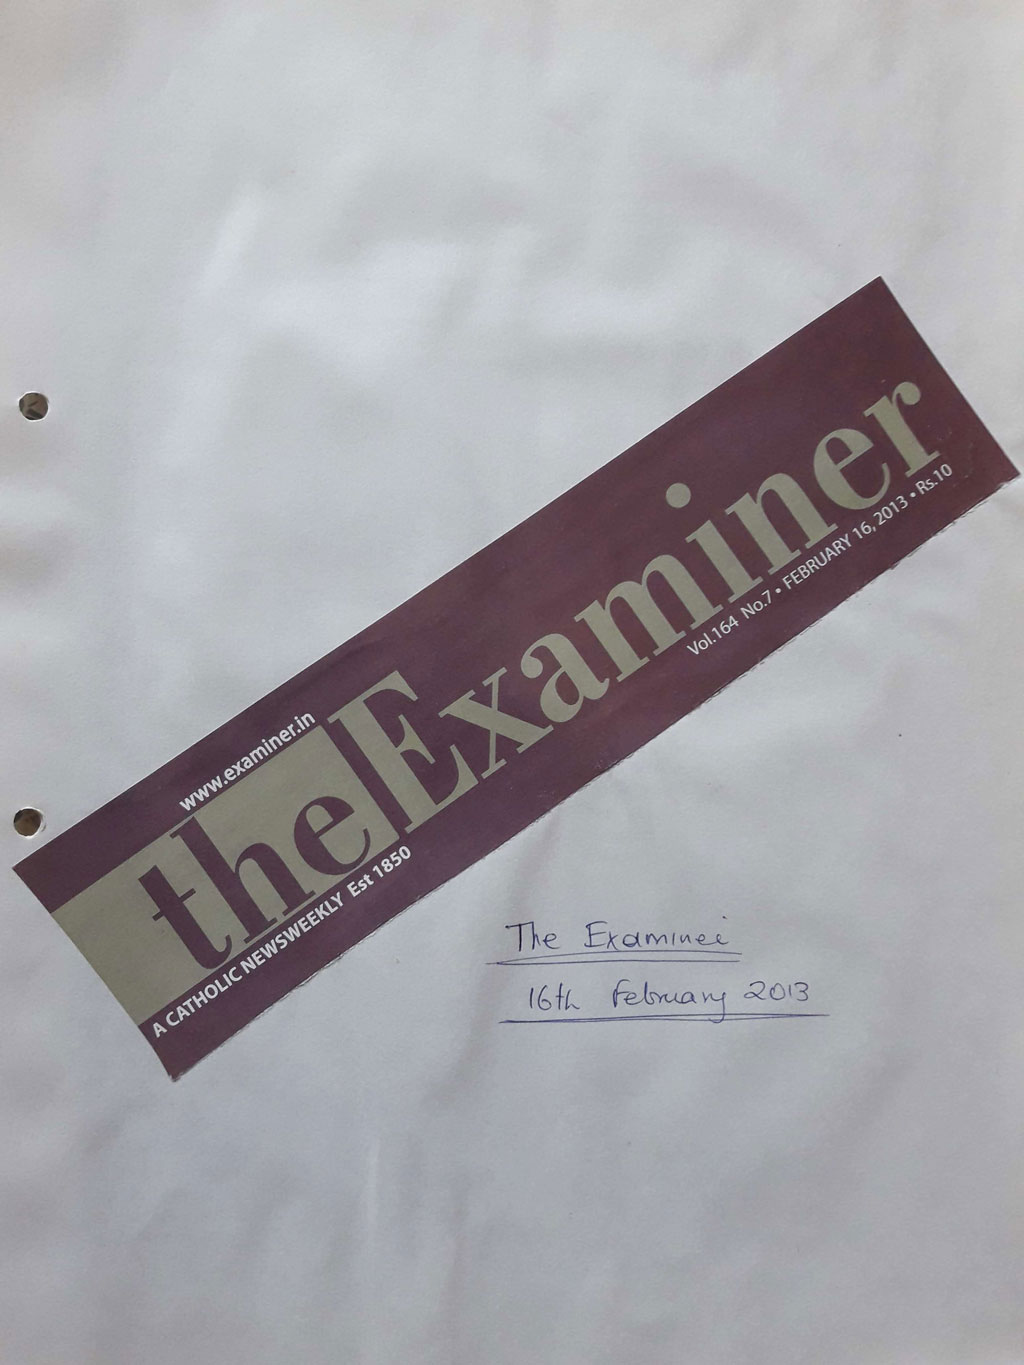 www.examiner.in
the Examiner
A CATHOLIC NEWSWEEKLY Est 1850
Vol.164 No.7 • FEBRUARY 16, 2013 • Rs.10
The Examiner
16th February 2013